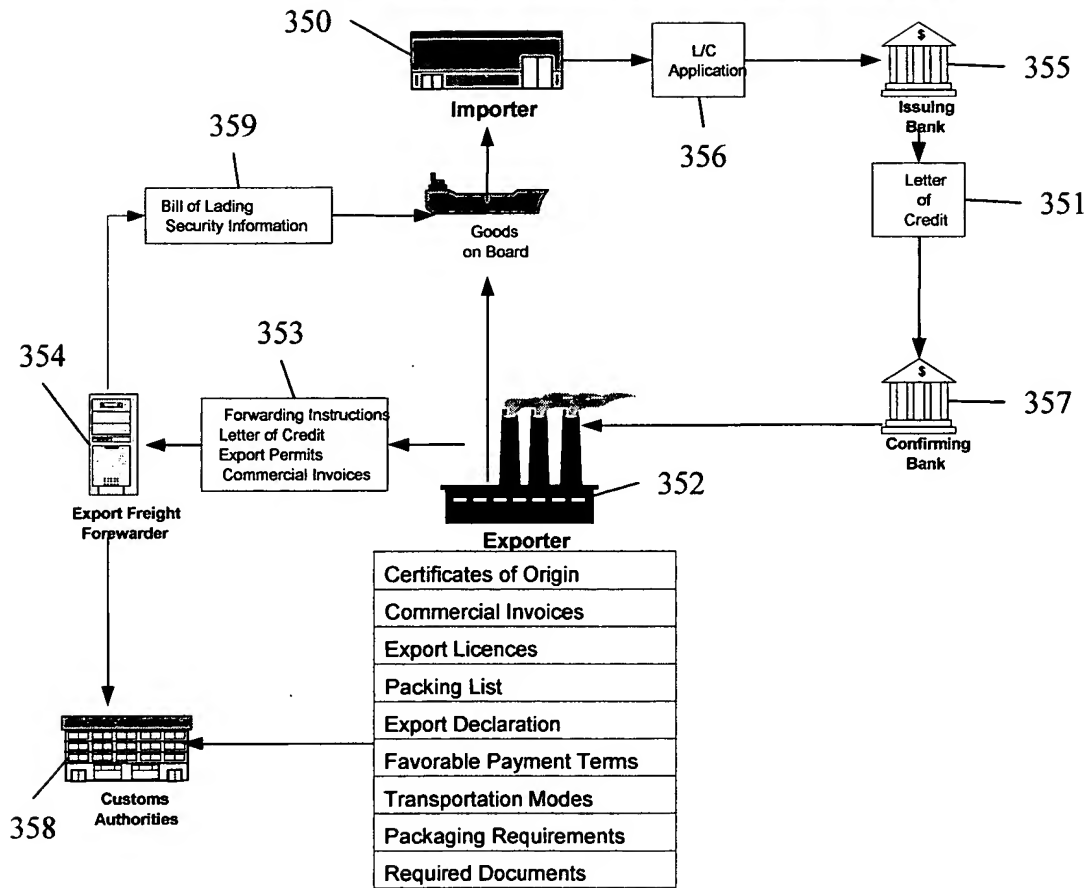 350
L/C
Application
$
355
Importer
Issuing
Bank
356
359
Bill of Lading
Security Information
Letter
of
Credit
351
Goods
on Board
353
354
Forwarding Instructions
Letter of Credit
Export Permits
Commercial Invoices
$
357
Confirming
Bank
352
Export Freight
Forewarder
Exporter
Certificates of Origin
Commercial Invoices
Export Licences
Packing List
Export Declaration
Favorable Payment Terms
Transportation Modes
Packaging Requirements
Required Documents
Customs
Authorities
358